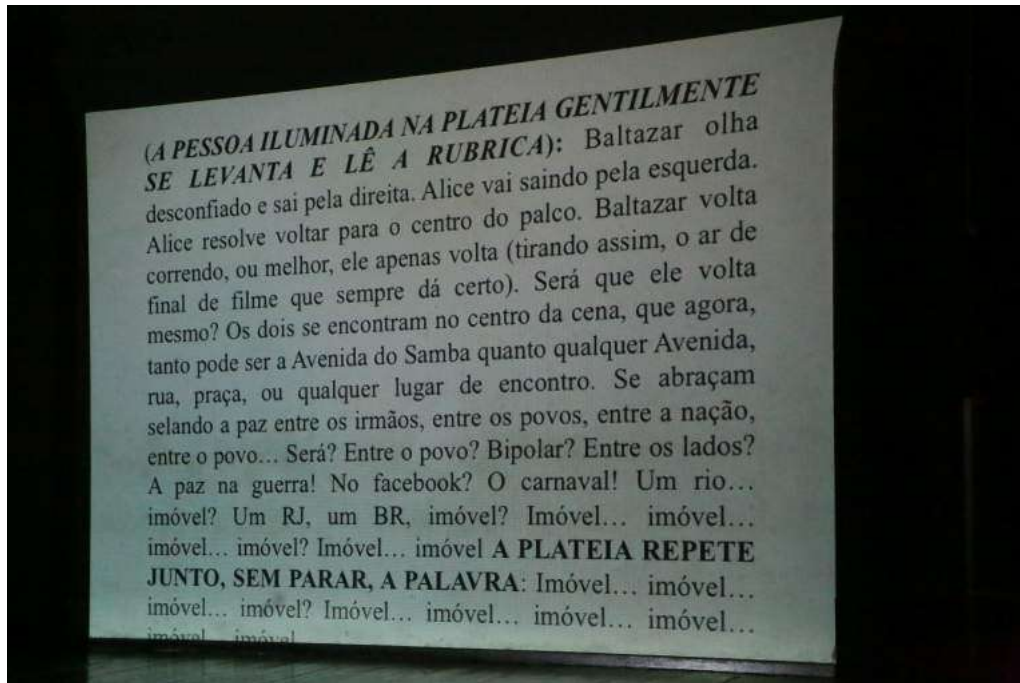 (A PESSOA ILUMINADA NA PLATEIA GENTILMENTE
SE LEVANTA E LÊ A RUBRICA): Baltazar olha
desconfiado e sai pela direita. Alice vai saindo pela esquerda.
Alice resolve voltar para o centro do palco. Baltazar volta
correndo, ou melhor, ele apenas volta (tirando assim, o ar de
final de filme que sempre dá certo). Será que ele volta
mesmo? Os dois se encontram no centro da cena, que agora,
tanto pode ser a Avenida do Samba quanto qualquer Avenida,
rua, praça, ou qualquer lugar de encontro. Se abraçam
selando a paz entre os irmãos, entre os povos, entre a nação,
entre o povo… Será? Entre o povo? Bipolar? Entre os lados?
A paz na guerra! No facebook? O carnaval! Um rio…
imóvel? Um RJ, um BR, imóvel? Imóvel… imóvel…
imóvel… imóvel? Imóvel… imóvel A PLATEIA REPETE
JUNTO, SEM PARAR, A PALAVRA: Imóvel… imóvel…
imóvel… imóvel? Imóvel… imóvel… imóvel… imóvel…
imóvel… imóvel